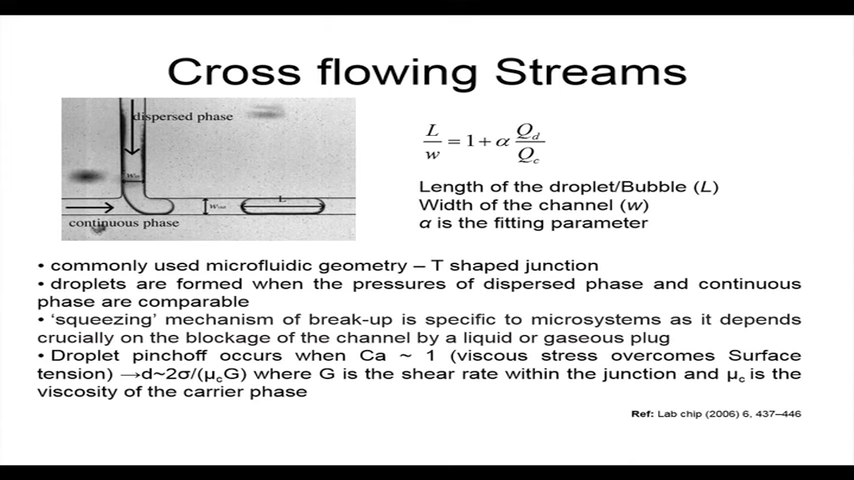 Cross flowing Streams
dispersed phase
w_in
L
w_out
continuous phase
L/w = 1 + α Q_d/Q_c
Length of the droplet/Bubble (L)
Width of the channel (w)
α is the fitting parameter
• commonly used microfluidic geometry – T shaped junction
• droplets are formed when the pressures of dispersed phase and continuous
phase are comparable
• ‘squeezing’ mechanism of break-up is specific to microsystems as it depends
crucially on the blockage of the channel by a liquid or gaseous plug
• Droplet pinchoff occurs when Ca ~ 1 (viscous stress overcomes Surface
tension) →d~2σ/(μcG) where G is the shear rate within the junction and μc is the
viscosity of the carrier phase
Ref: Lab chip (2006) 6, 437–446